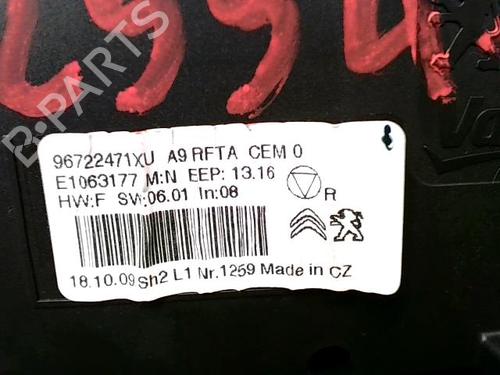 B-PARTS
96722471XU A9 RFTA CEM 0
E1063177 M:N EEP: 13.16
HW:F SW:06.01 In:08
R
18.10.09 Sh2 L1 Nr.1259 Made in CZ